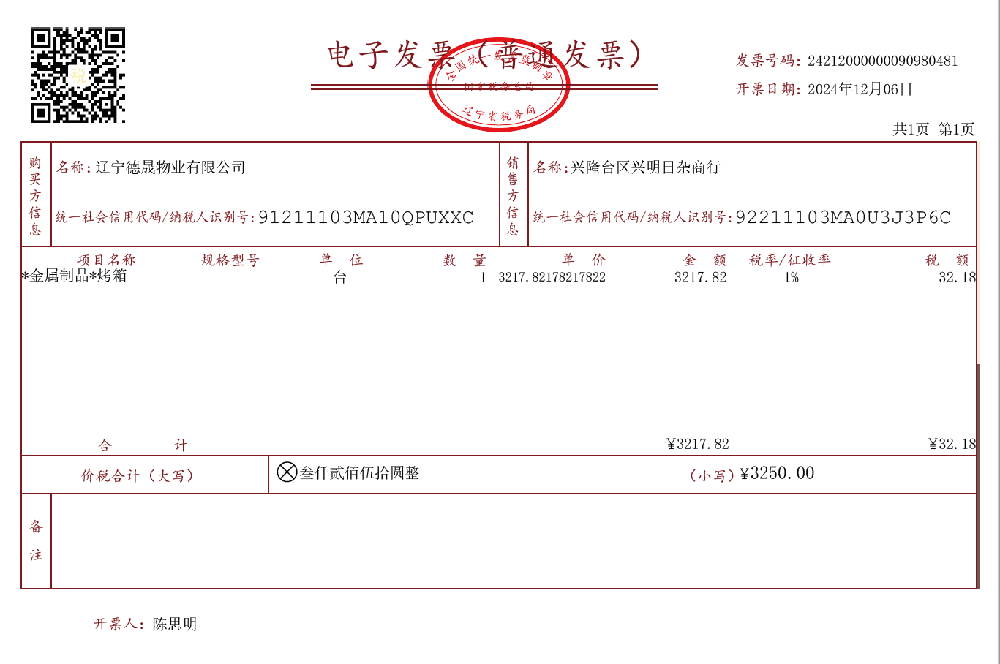 电子发票（普通发票）
税
全国统一发票监制章
国家税务总局
辽宁省税务局
发票号码：24212000000090980481
开票日期：2024年12月06日
共1页 第1页
购买方信息
名称：辽宁德晟物业有限公司
统一社会信用代码/纳税人识别号：91211103MA10QPUXXC
销售方信息
名称：兴隆台区兴明日杂商行
统一社会信用代码/纳税人识别号：92211103MA0U3J3P6C
项目名称 规格型号 单 位 数 量 单 价 金 额 税率/征收率 税 额
*金属制品*烤箱 台 1 3217.82178217822 3217.82 1% 32.18
合 计 ¥3217.82 ¥32.18
价税合计（大写） ⊗叁仟贰佰伍拾圆整 （小写）¥3250.00
备注
开票人：陈思明